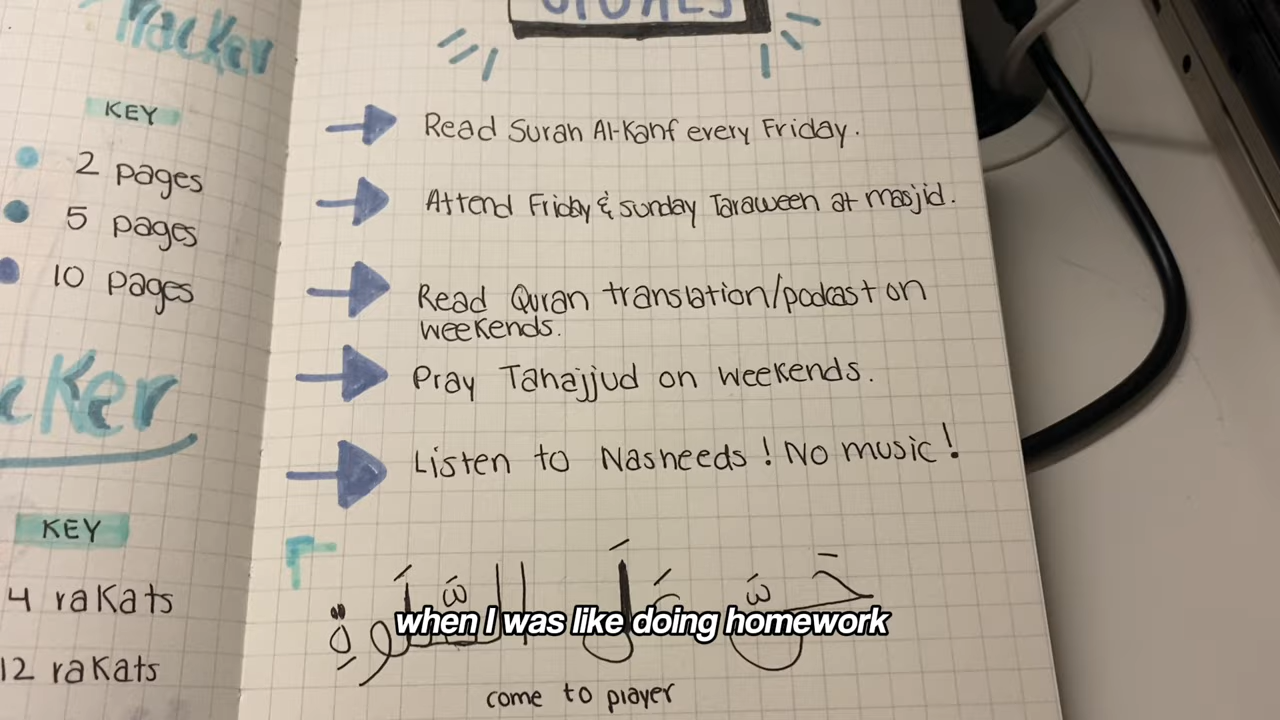 Tracker
KEY
2 pages
5 pages
10 pages
cker
KEY
4 rakats
12 rakats
Read Surah Al-Kahf every Friday.
Attend Friday & Sunday Taraweeh at masjid.
Read Quran translation/podcast on
weekends.
Pray Tahajjud on weekends.
Listen to Nasheeds! No music!
حَيَّ عَلَى الصَّلَوةِ
when I was like doing homework
come to prayer